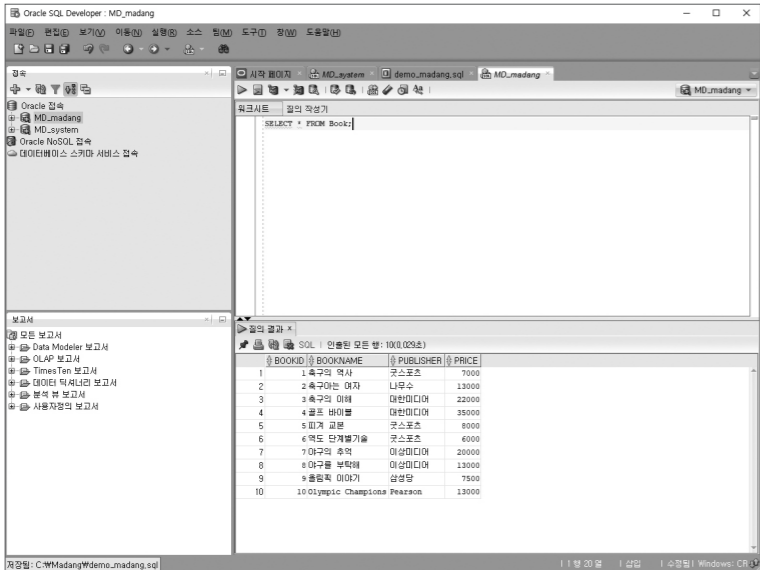 Oracle SQL Developer : MD_madang
파일(F) 편집(E) 보기(V) 이동(N) 실행(R) 소스 팀(M) 도구(T) 창(W) 도움말(H)
접속
Oracle 접속
MD_madang
MD_system
Oracle NoSQL 접속
데이터베이스 스키마 서비스 접속
보고서
모든 보고서
Data Modeler 보고서
OLAP 보고서
TimesTen 보고서
데이터 딕셔너리 보고서
분석 뷰 보고서
사용자정의 보고서
시작 페이지 MD_system demo_madang.sql MD_madang
MD_madang
워크시트 질의 작성기
SELECT * FROM Book;
질의 결과 x
SQL | 인출된 모든 행: 10(0.029초)
BOOKID BOOKNAME PUBLISHER PRICE
1 1 축구의 역사 굿스포츠 7000
2 2 축구아는 여자 나무수 13000
3 3 축구의 이해 대한미디어 22000
4 4 골프 바이블 대한미디어 35000
5 5 피겨 교본 굿스포츠 8000
6 6 역도 단계별기술 굿스포츠 6000
7 7 야구의 추억 이상미디어 20000
8 8 야구를 부탁해 이상미디어 13000
9 9 올림픽 이야기 삼성당 7500
10 10 Olympic Champions Pearson 13000
저장됨: C:₩Madang₩demo_madang.sql
| 1 행 20 열 | 삽입 | 수정됨 | Windows: CR